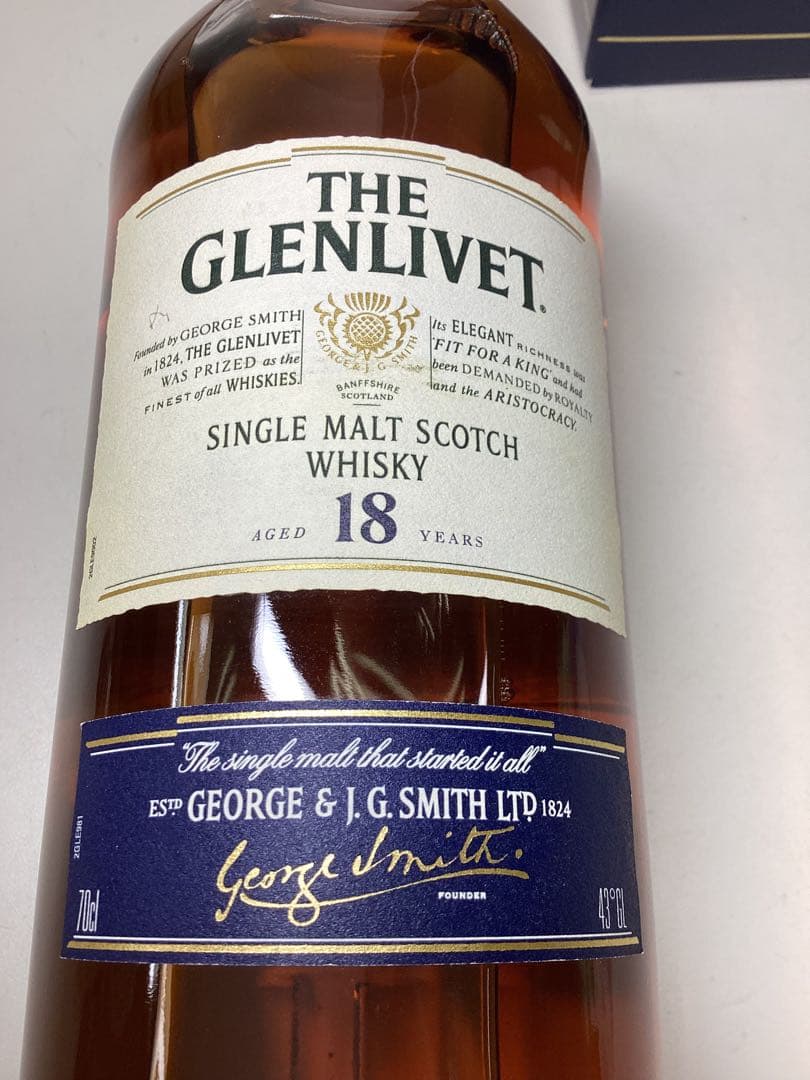 THE
GLENLIVET.
Founded by GEORGE SMITH
in 1824, THE GLENLIVET
WAS PRIZED as the
FINEST of all WHISKIES.
GEORGE & J. G. SMITH
BANFFSHIRE
SCOTLAND
Its ELEGANT RICHNESS was
'FIT FOR A KING' and had
been DEMANDED by ROYALTY
and the ARISTOCRACY.
SINGLE MALT SCOTCH
WHISKY
AGED 18 YEARS
2GLE9002
"The single malt that started it all"
ESTD GEORGE & J. G. SMITH LTD 1824
George Smith.
FOUNDER
2GLE981
70cl
43°GL